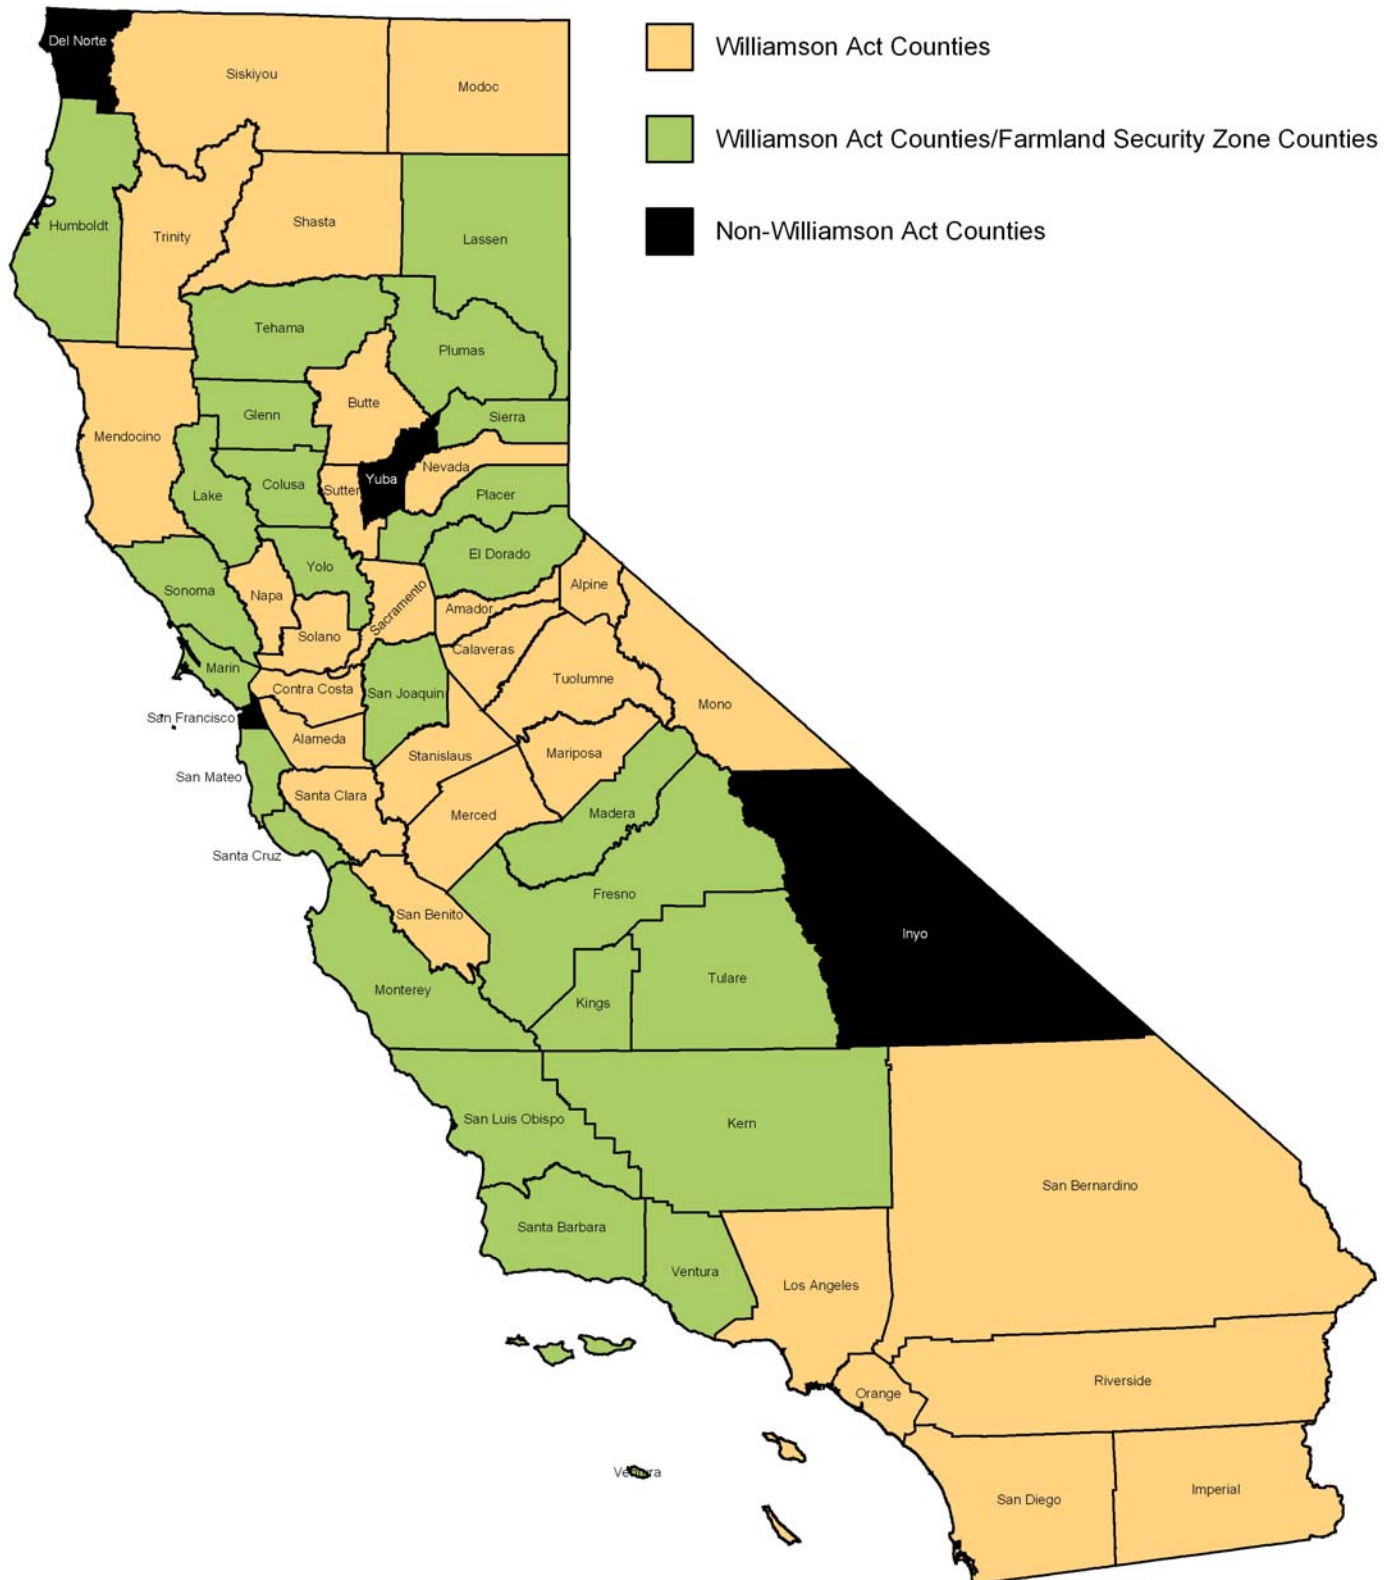 Del Norte
Williamson Act Counties
Siskiyou
Modoc
Williamson Act Counties/Farmland Security Zone Counties
Humboldt
Trinity
Shasta
Lassen
Non-Williamson Act Counties
Tehama
Plumas
Butte
Glenn
Sierra
Mendocino
Nevada
Yuba
Colusa
Sutter
Lake
Placer
El Dorado
Yolo
Alpine
Sonoma
Napa
Sacramento
Amador
Solano
Calaveras
Marin
Tuolumne
Contra Costa
San Joaquin
Mono
San Francisco
Alameda
Stanislaus
Mariposa
San Mateo
Santa Clara
Merced
Madera
Santa Cruz
Fresno
San Benito
Inyo
Tulare
Monterey
Kings
San Luis Obispo
Kern
San Bernardino
Santa Barbara
Ventura
Los Angeles
Riverside
Orange
Ventura
San Diego
Imperial